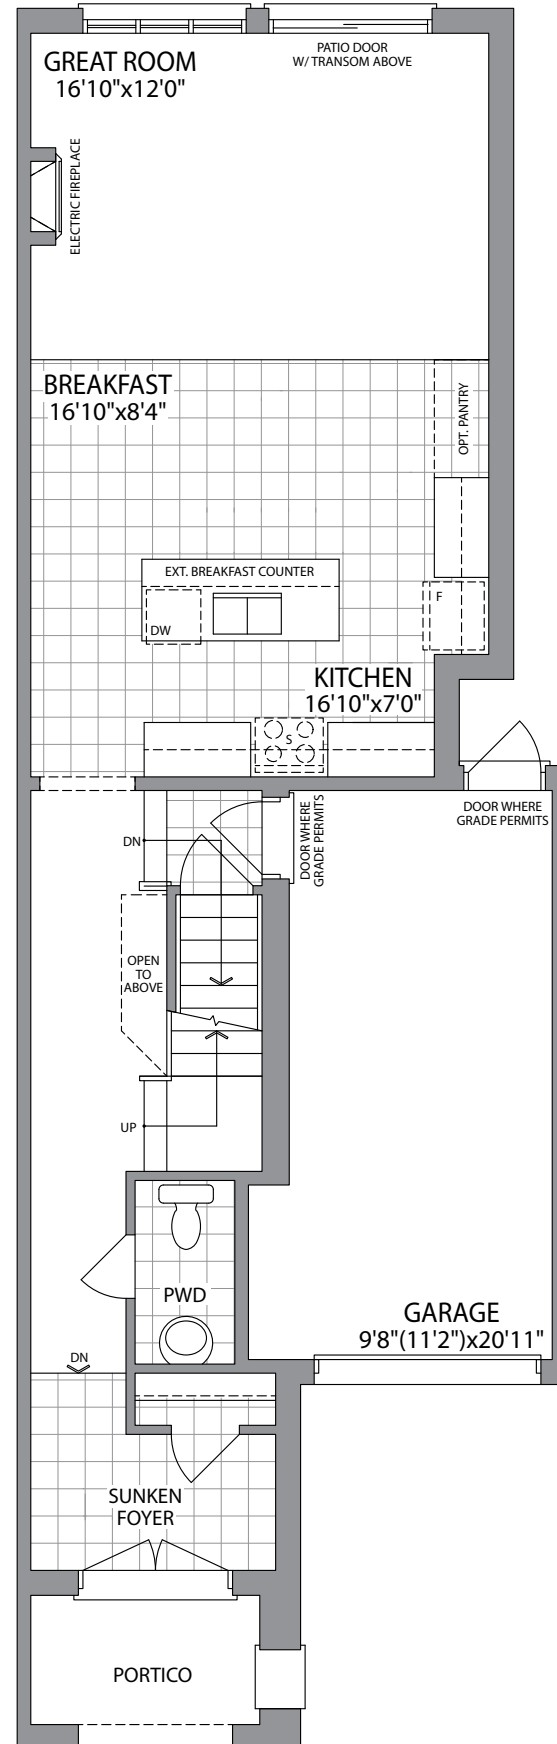 GREAT ROOM
16'10"x12'0"
PATIO DOOR
W/ TRANSOM ABOVE
ELECTRIC FIREPLACE
BREAKFAST
16'10"x8'4"
OPT. PANTRY
EXT. BREAKFAST COUNTER
DW
F
KITCHEN
16'10"x7'0"
S
DOOR WHERE
GRADE PERMITS
DOOR WHERE
GRADE PERMITS
DN
OPEN
TO
ABOVE
UP
PWD
GARAGE
9'8"(11'2")x20'11"
DN
SUNKEN
FOYER
PORTICO